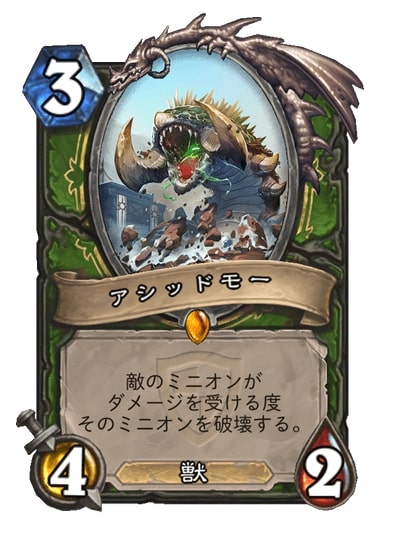 3
アシッドモー
敵のミニオンが
ダメージを受ける度
そのミニオンを破壊する。
4
獣
2